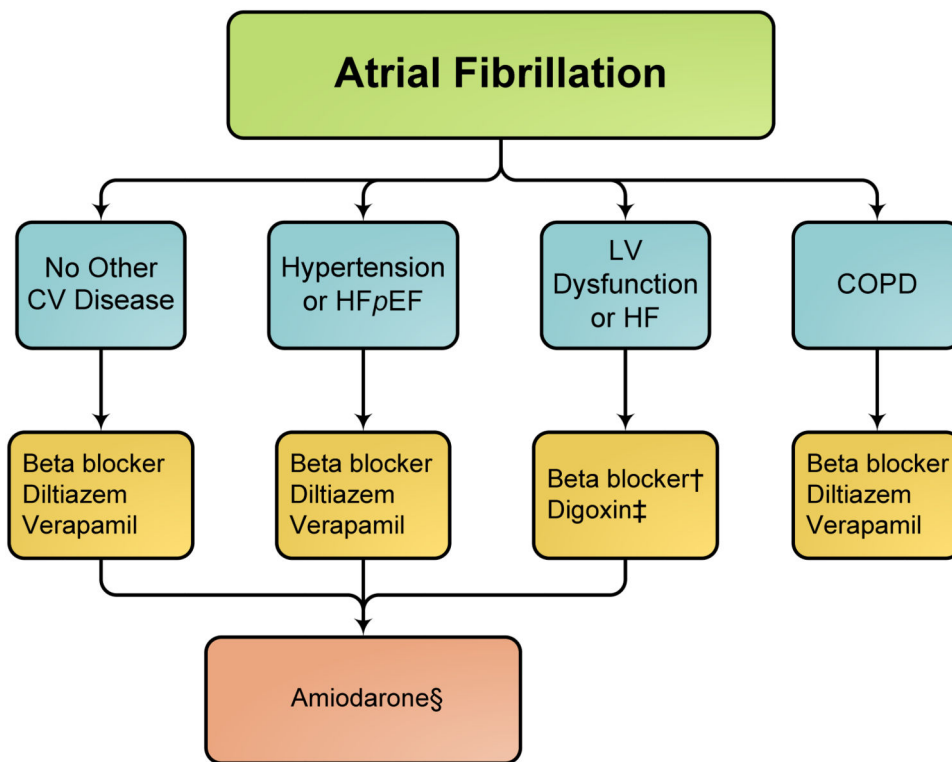 Atrial Fibrillation
No Other
CV Disease
Hypertension
or HFpEF
LV
Dysfunction
or HF
COPD
Beta blocker
Diltiazem
Verapamil
Beta blocker
Diltiazem
Verapamil
Beta blocker†
Digoxin‡
Beta blocker
Diltiazem
Verapamil
Amiodarone§